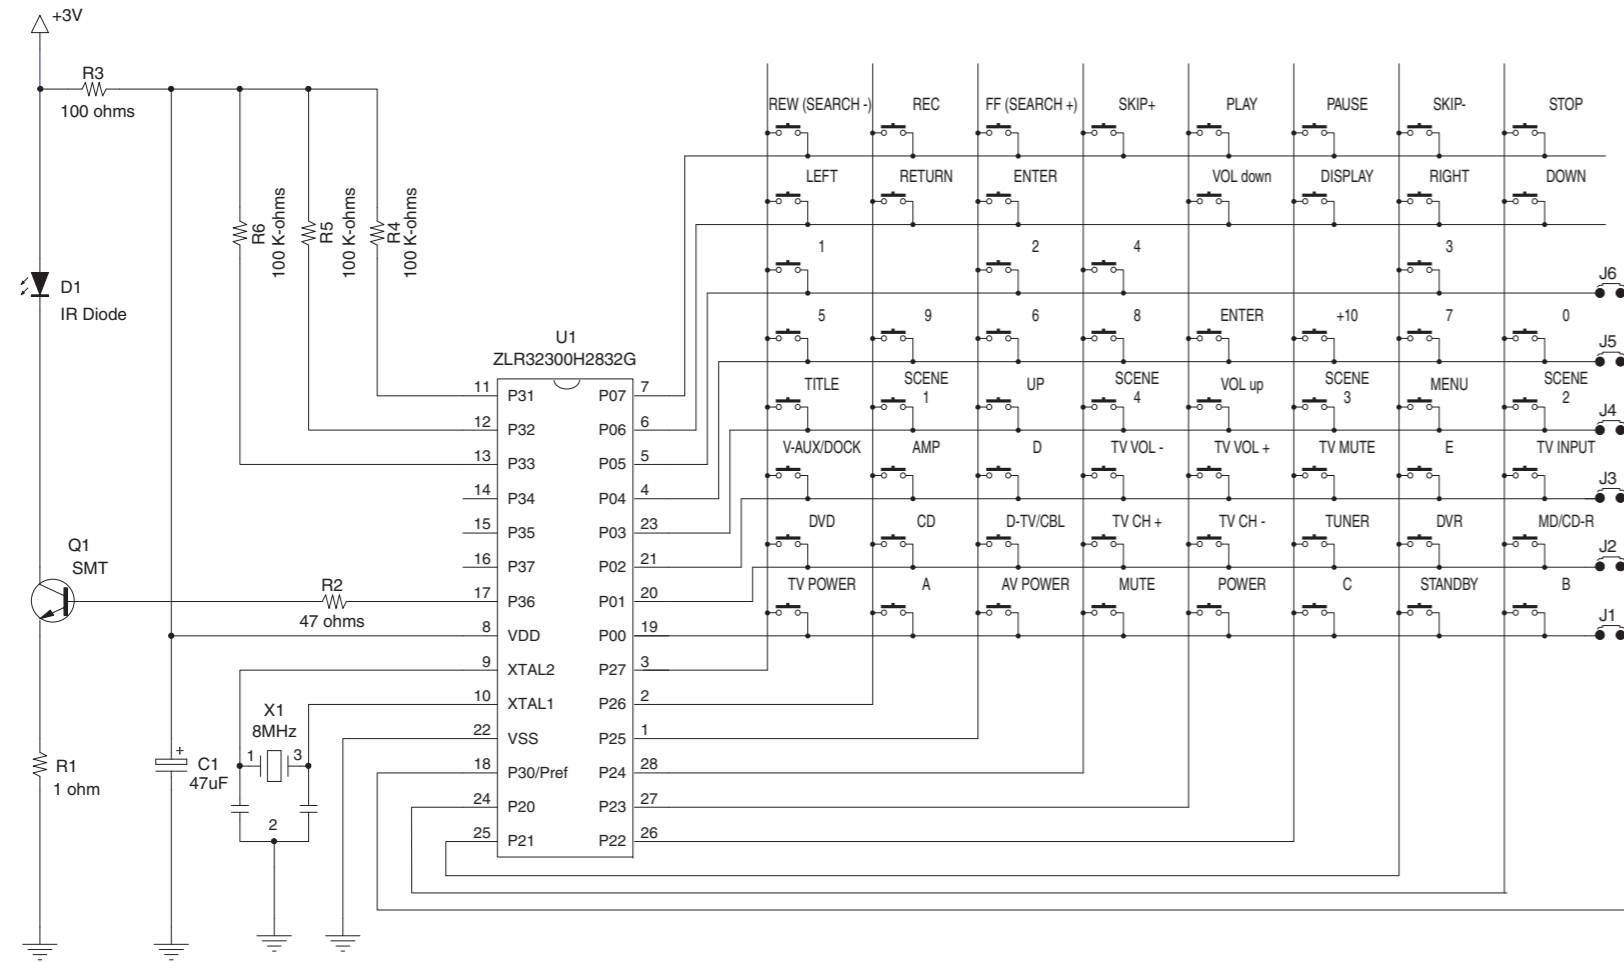 +3V
R3
100 ohms
R6
100 K-ohms
R5
100 K-ohms
R4
100 K-ohms
D1
IR Diode
Q1
SMT
R2
47 ohms
R1
1 ohm
+
C1
47uF
X1
8MHz
1 3
2
U1
ZLR32300H2832G
11 P31 P07 7
12 P32 P06 6
13 P33 P05 5
14 P34 P04 4
15 P35 P03 23
16 P37 P02 21
17 P36 P01 20
8 VDD P00 19
9 XTAL2 P27 3
10 XTAL1 P26 2
22 VSS P25 1
18 P30/Pref P24 28
24 P20 P23 27
25 P21 P22 26
REW (SEARCH -) REC FF (SEARCH +) SKIP+ PLAY PAUSE SKIP- STOP
LEFT RETURN ENTER VOL down DISPLAY RIGHT DOWN
1 2 4 3
J6
5 9 6 8 ENTER +10 7 0
J5
TITLE SCENE 1 UP SCENE 4 VOL up SCENE 3 MENU SCENE 2
J4
V-AUX/DOCK AMP D TV VOL - TV VOL + TV MUTE E TV INPUT
J3
DVD CD D-TV/CBL TV CH + TV CH - TUNER DVR MD/CD-R
J2
TV POWER A AV POWER MUTE POWER C STANDBY B
J1